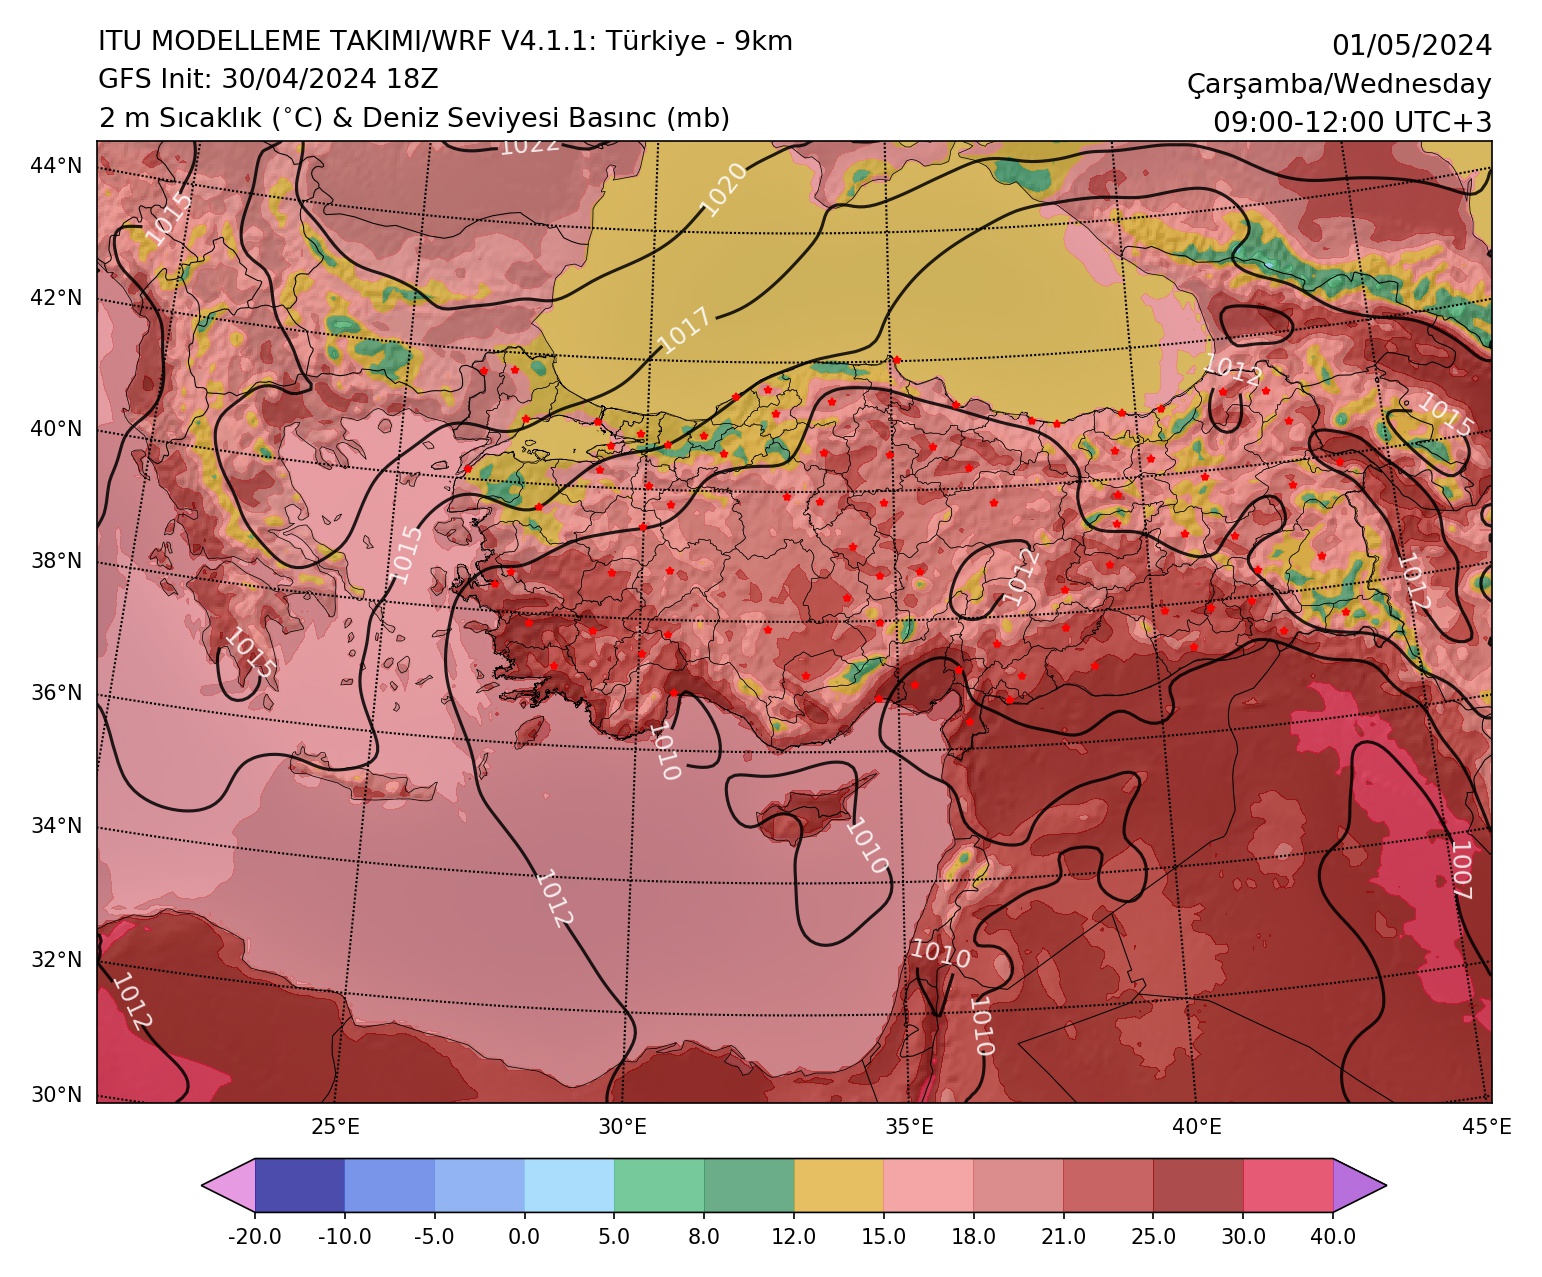 ITU MODELLEME TAKIMI/WRF V4.1.1: Türkiye - 9km
GFS Init: 30/04/2024 18Z
2 m Sıcaklık (°C) & Deniz Seviyesi Basınc (mb)
01/05/2024
Çarşamba/Wednesday
09:00-12:00 UTC+3
1022
1020
1015
1017
1012
1015
1015
1012
1012
1015
1010
1010
1012
1007
1010
1012
1010
44°N
42°N
40°N
38°N
36°N
34°N
32°N
30°N
25°E
30°E
35°E
40°E
45°E
-20.0 -10.0 -5.0 0.0 5.0 8.0 12.0 15.0 18.0 21.0 25.0 30.0 40.0